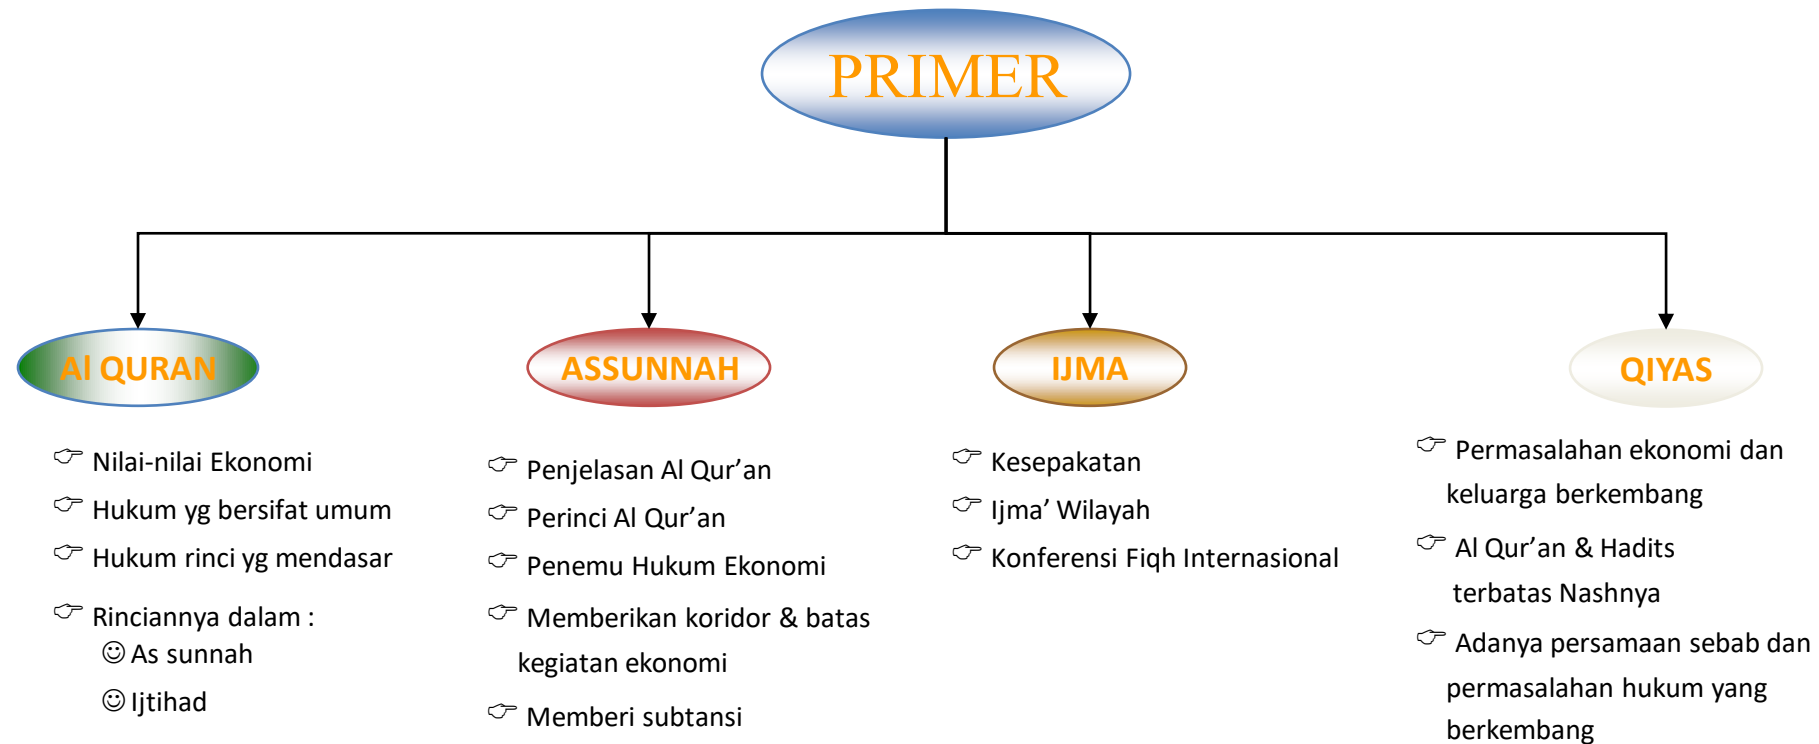 PRIMER
Al QURAN
Nilai-nilai Ekonomi
Hukum yg bersifat umum
Hukum rinci yg mendasar
Rinciannya dalam :
As sunnah
Ijtihad
ASSUNNAH
Penjelasan Al Qur’an
Perinci Al Qur’an
Penemu Hukum Ekonomi
Memberikan koridor & batas
kegiatan ekonomi
Memberi subtansi
IJMA
Kesepakatan
Ijma’ Wilayah
Konferensi Fiqh Internasional
QIYAS
Permasalahan ekonomi dan
keluarga berkembang
Al Qur’an & Hadits
terbatas Nashnya
Adanya persamaan sebab dan
permasalahan hukum yang
berkembang